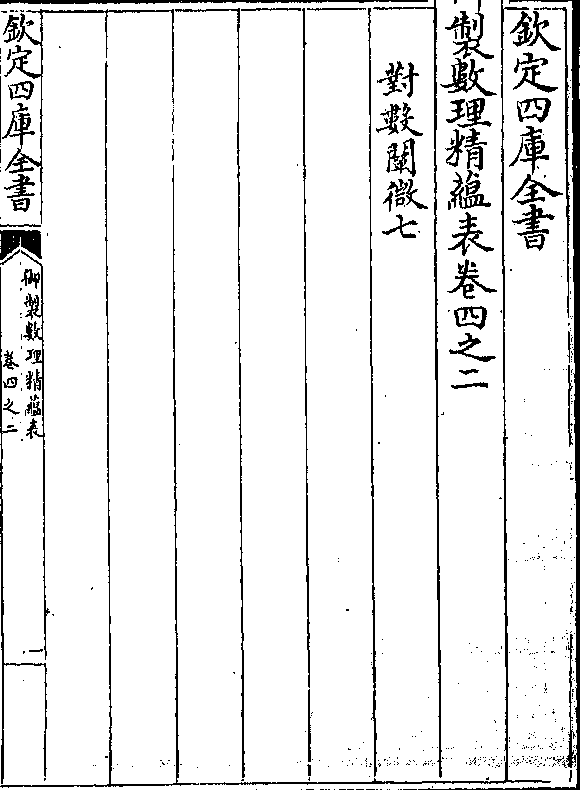 欽定四庫全書
製數理精蘊表卷四之二
對數闡微七
欽定四庫全書
御製數理精蘊表
卷四之二
一